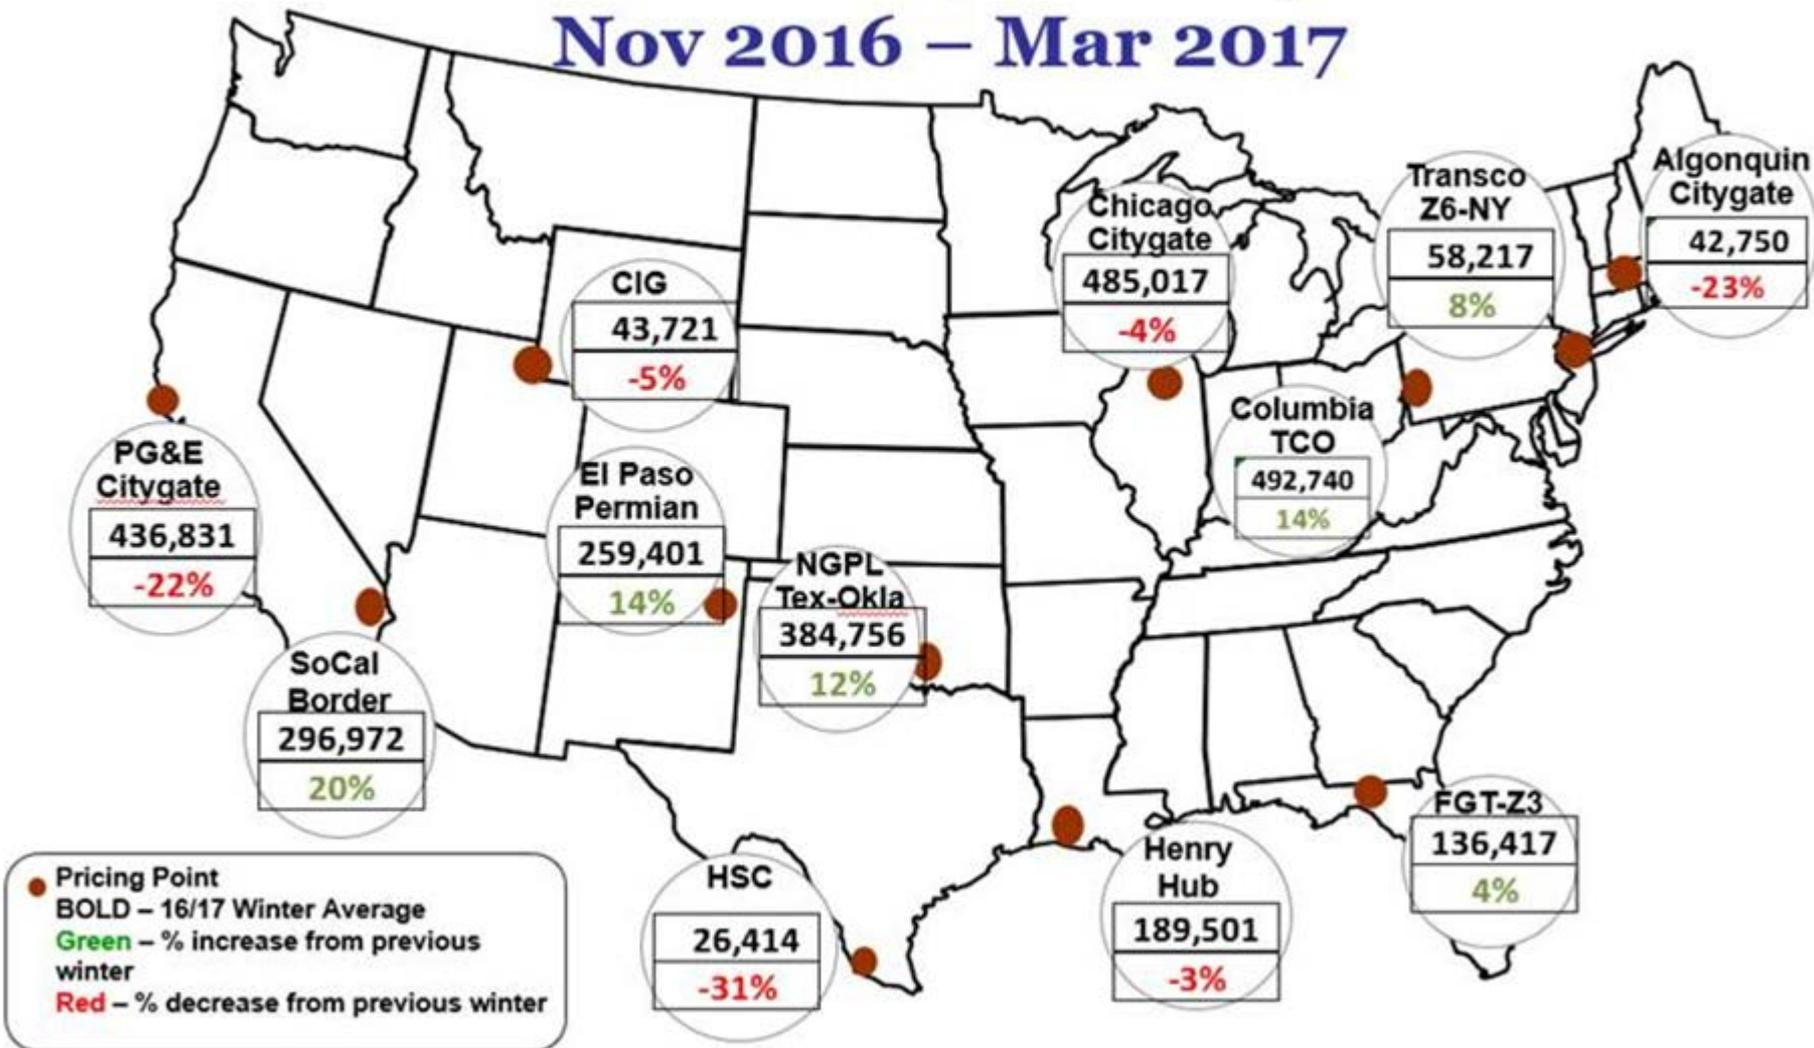 Nov 2016 – Mar 2017
Algonquin
Citygate
42,750
-23%
Transco
Z6-NY
58,217
8%
Chicago
Citygate
485,017
-4%
CIG
43,721
-5%
Columbia
TCO
492,740
14%
PG&E
Citygate
436,831
-22%
El Paso
Permian
259,401
14%
NGPL
Tex-Okla
384,756
12%
SoCal
Border
296,972
20%
FGT-Z3
136,417
4%
Henry
Hub
189,501
-3%
HSC
26,414
-31%
Pricing Point
BOLD – 16/17 Winter Average
Green – % increase from previous
winter
Red – % decrease from previous winter